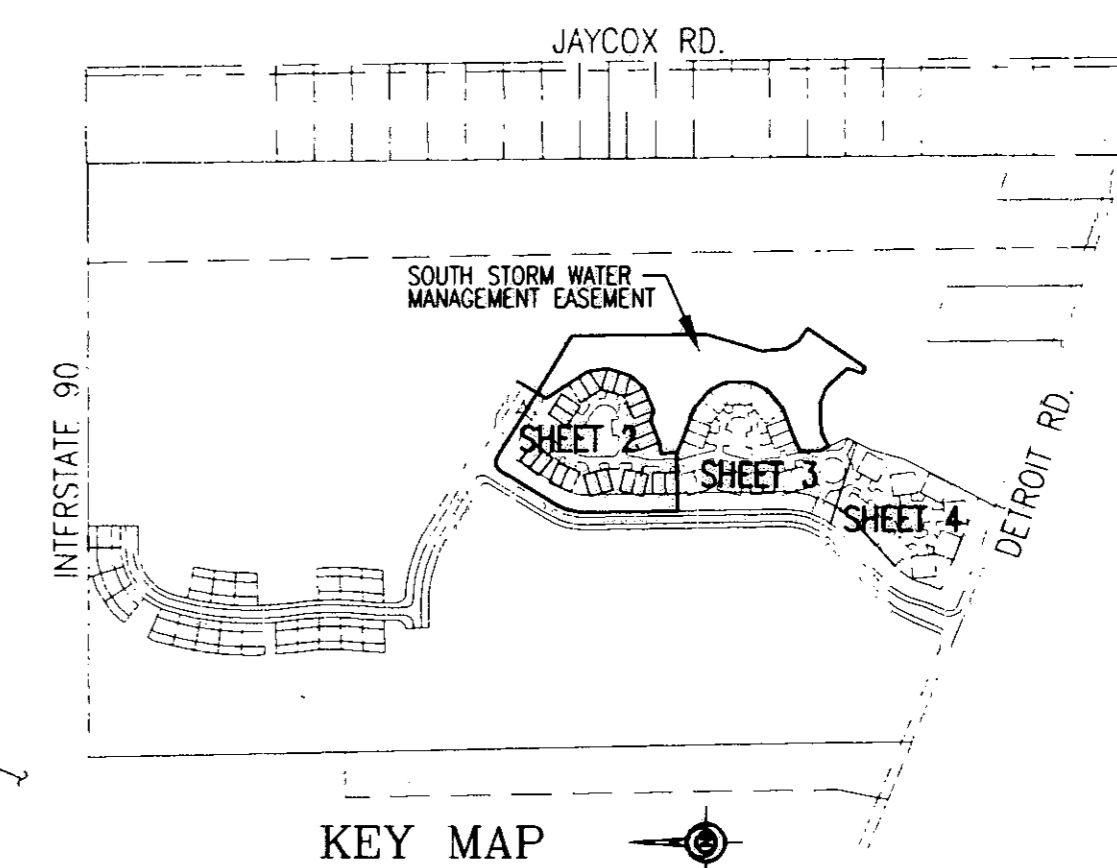 JAYCOX RD.
SOUTH STORM WATER
MANAGEMENT EASEMENT
INTERSTATE 90
SHEET 2
SHEET 3
SHEET 4
DETROIT RD.
KEY MAP